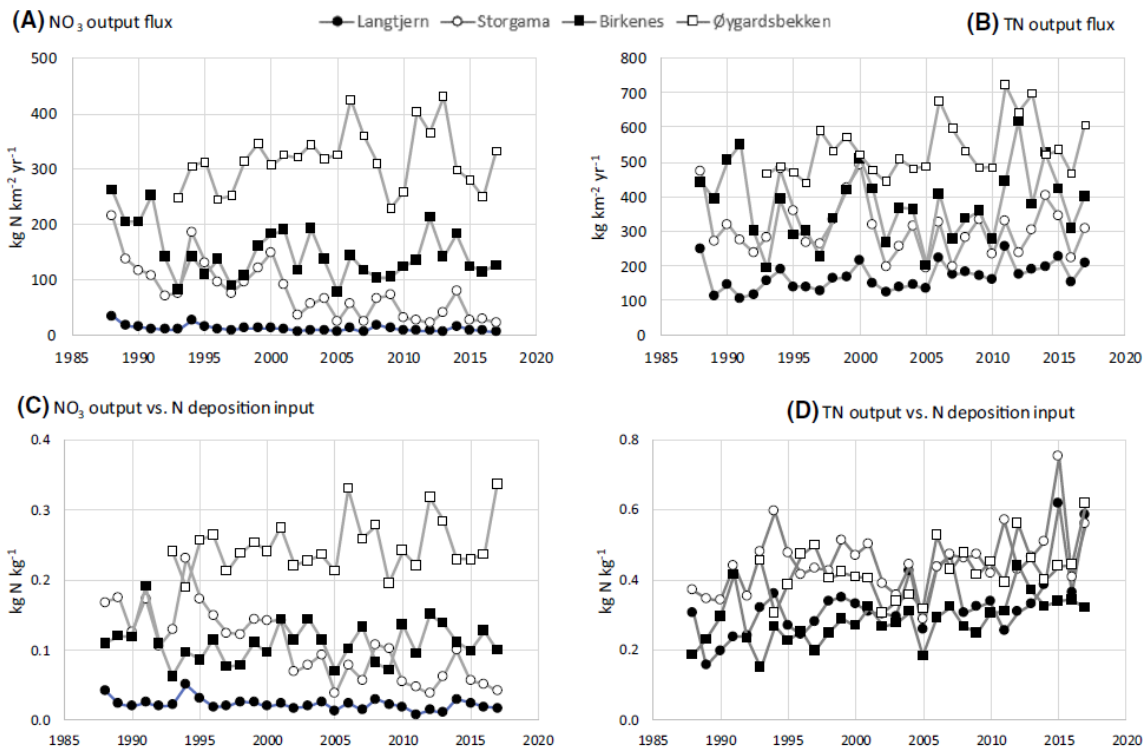 (A) NO3 output flux
Langtjern Storgama Birkenes Øygardsbekken
(B) TN output flux
kg N km-2 yr-1
500
400
300
200
100
0
1985 1990 1995 2000 2005 2010 2015 2020
kg km-2 yr-1
800
700
600
500
400
300
200
100
0
1985 1990 1995 2000 2005 2010 2015 2020
(C) NO3 output vs. N deposition input
(D) TN output vs. N deposition input
kg N kg-1
0.4
0.3
0.2
0.1
0.0
1985 1990 1995 2000 2005 2010 2015 2020
kg N kg-1
0.8
0.6
0.4
0.2
0.0
1985 1990 1995 2000 2005 2010 2015 2020